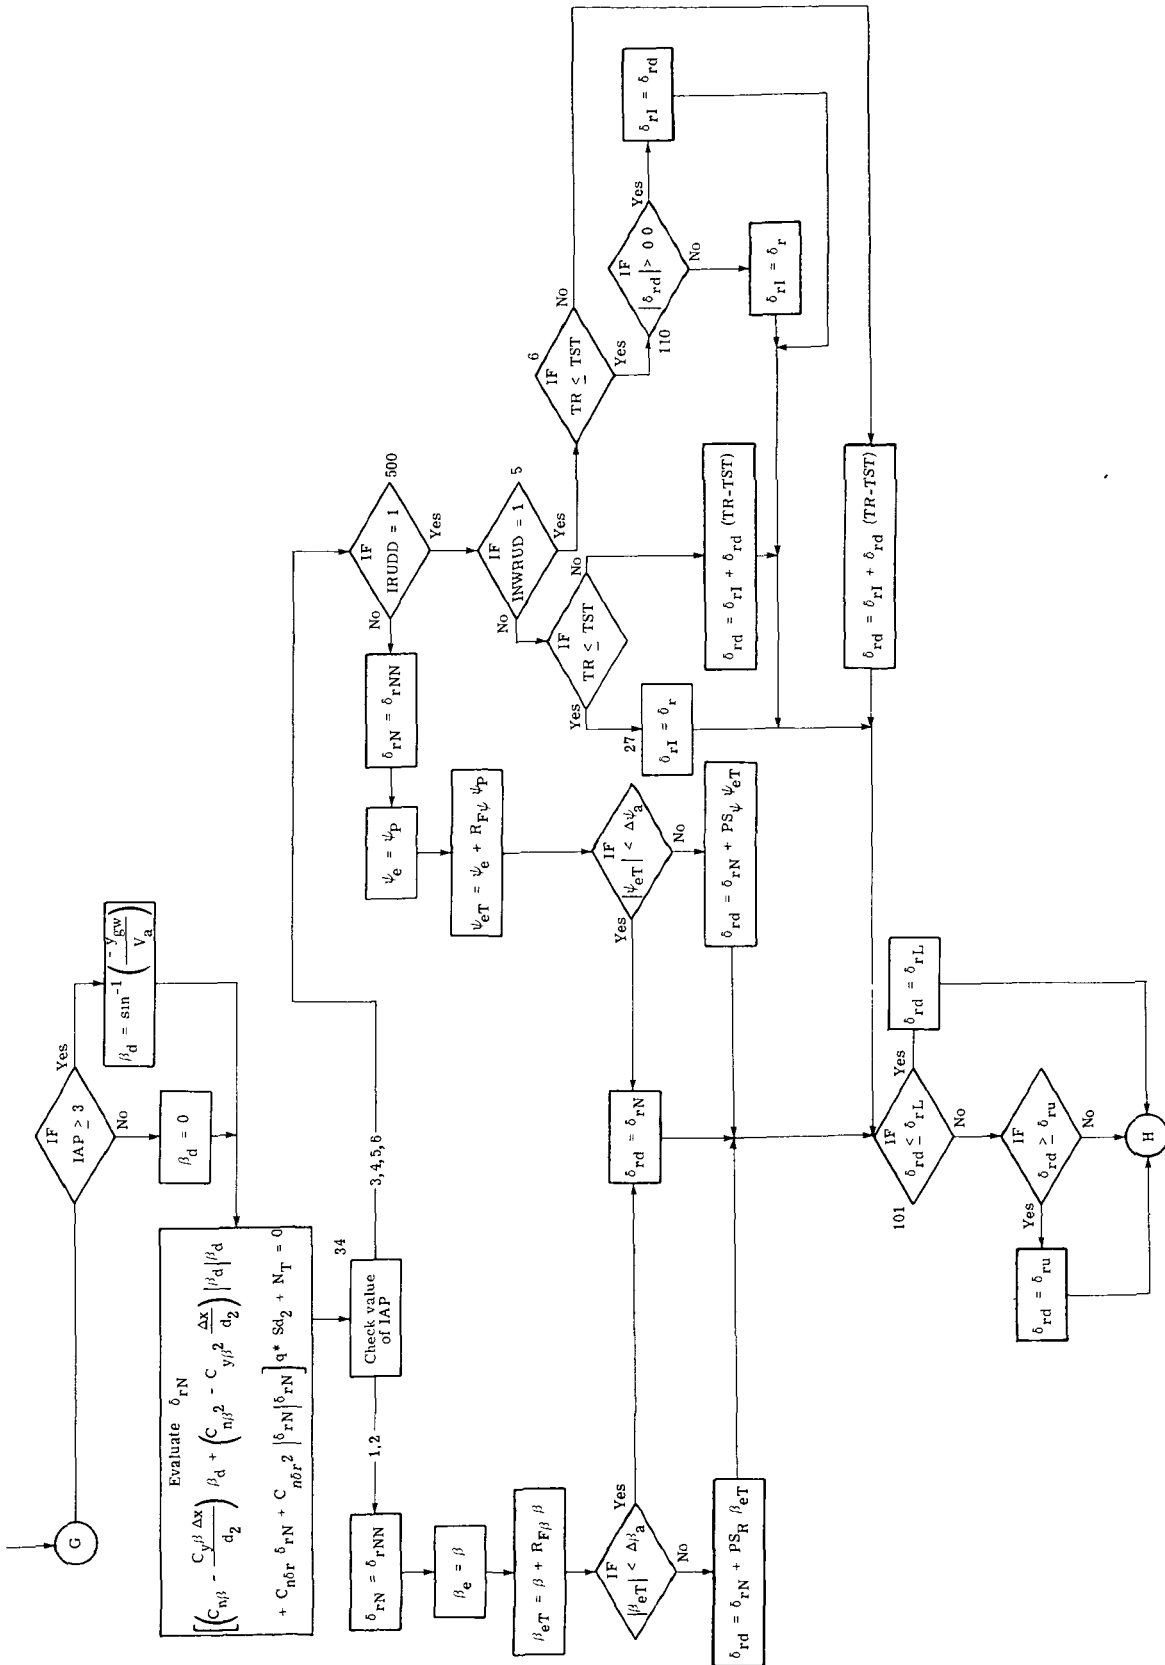 G
IF
IAP ≥ 3
Yes
No
β_d = sin⁻¹ (-y_gw / V_a)
β_d = 0
Evaluate δ_rN
[(C_nβ - C_yβ Δx / d_2) β_d + (C_nβ² - C_yβ² Δx / d_2) |β_d|β_d
+ C_nδr δ_rN + C_nδr² |δ_rN|δ_rN] q* Sd_2 + N_T = 0
34
Check value
of IAP
1,2
3,4,5,6
δ_rN = δ_rNN
β_e = β
β_eT = β + R_Fβ β
IF
|β_eT| < Δβ_a
Yes
No
δ_rd = δ_rN + PS_R β_eT
δ_rd = δ_rN
IF
IRUDD = 1
500
No
Yes
δ_rN = δ_rNN
ψ_e = ψ_P
ψ_eT = ψ_e + R_Fψ ψ_P
IF
|ψ_eT| < Δψ_a
Yes
No
δ_rd = δ_rN + PS_ψ ψ_eT
IF
INWRUD = 1
5
No
Yes
IF
TR ≤ TST
Yes
No
27
δ_rI = δ_r
δ_rd = δ_rI + δ_rd (TR-TST)
6
IF
TR ≤ TST
No
Yes
110
IF
|δ_rd| > 0 0
Yes
No
δ_rI = δ_rd
δ_rI = δ_r
δ_rd = δ_rI + δ_rd (TR-TST)
101
IF
δ_rd ≤ δ_rL
Yes
No
δ_rd = δ_rL
IF
δ_rd ≥ δ_ru
Yes
No
δ_rd = δ_ru
H